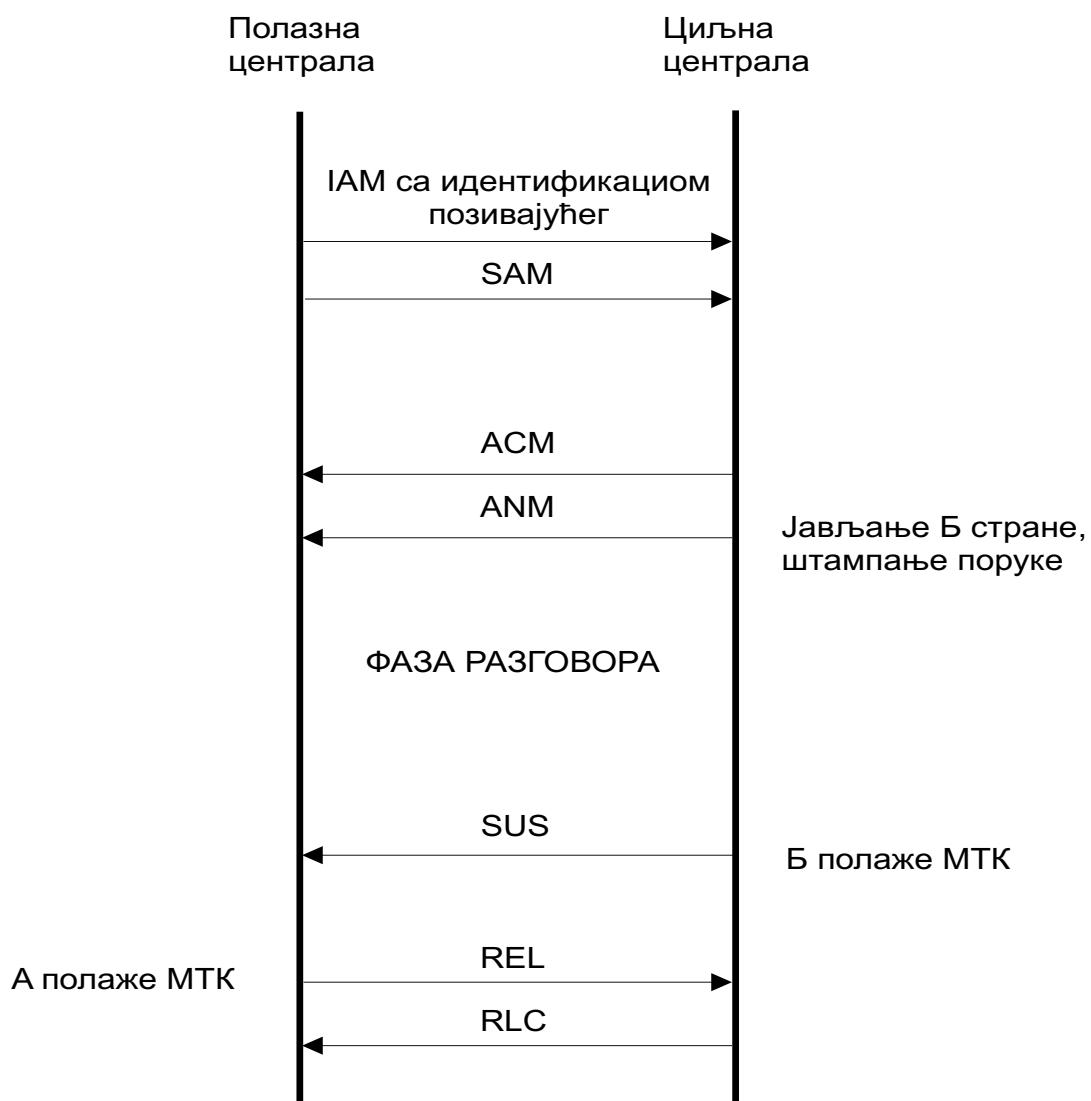 Полазна
централа
Циљна
централа
IAM са идентификациом
позивајућег
SAM
ACM
ANM
Јављање Б стране,
штампање поруке
ФАЗА РАЗГОВОРА
SUS
Б полаже МТК
REL
А полаже МТК
RLC